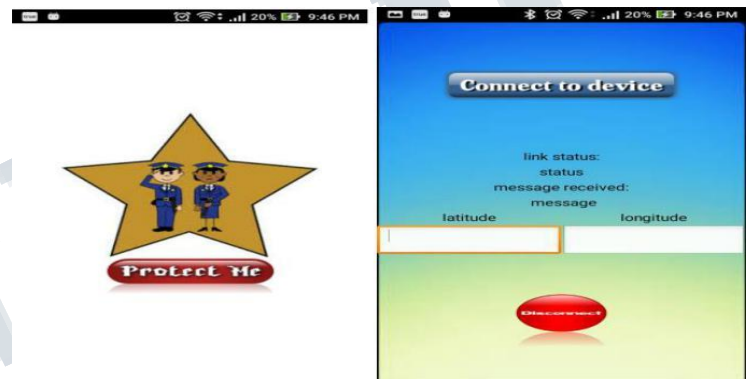 20% 9:46 PM
Protect Me
20% 9:46 PM
Connect to device
link status:
status
message received:
message
latitude longitude
Disconnect